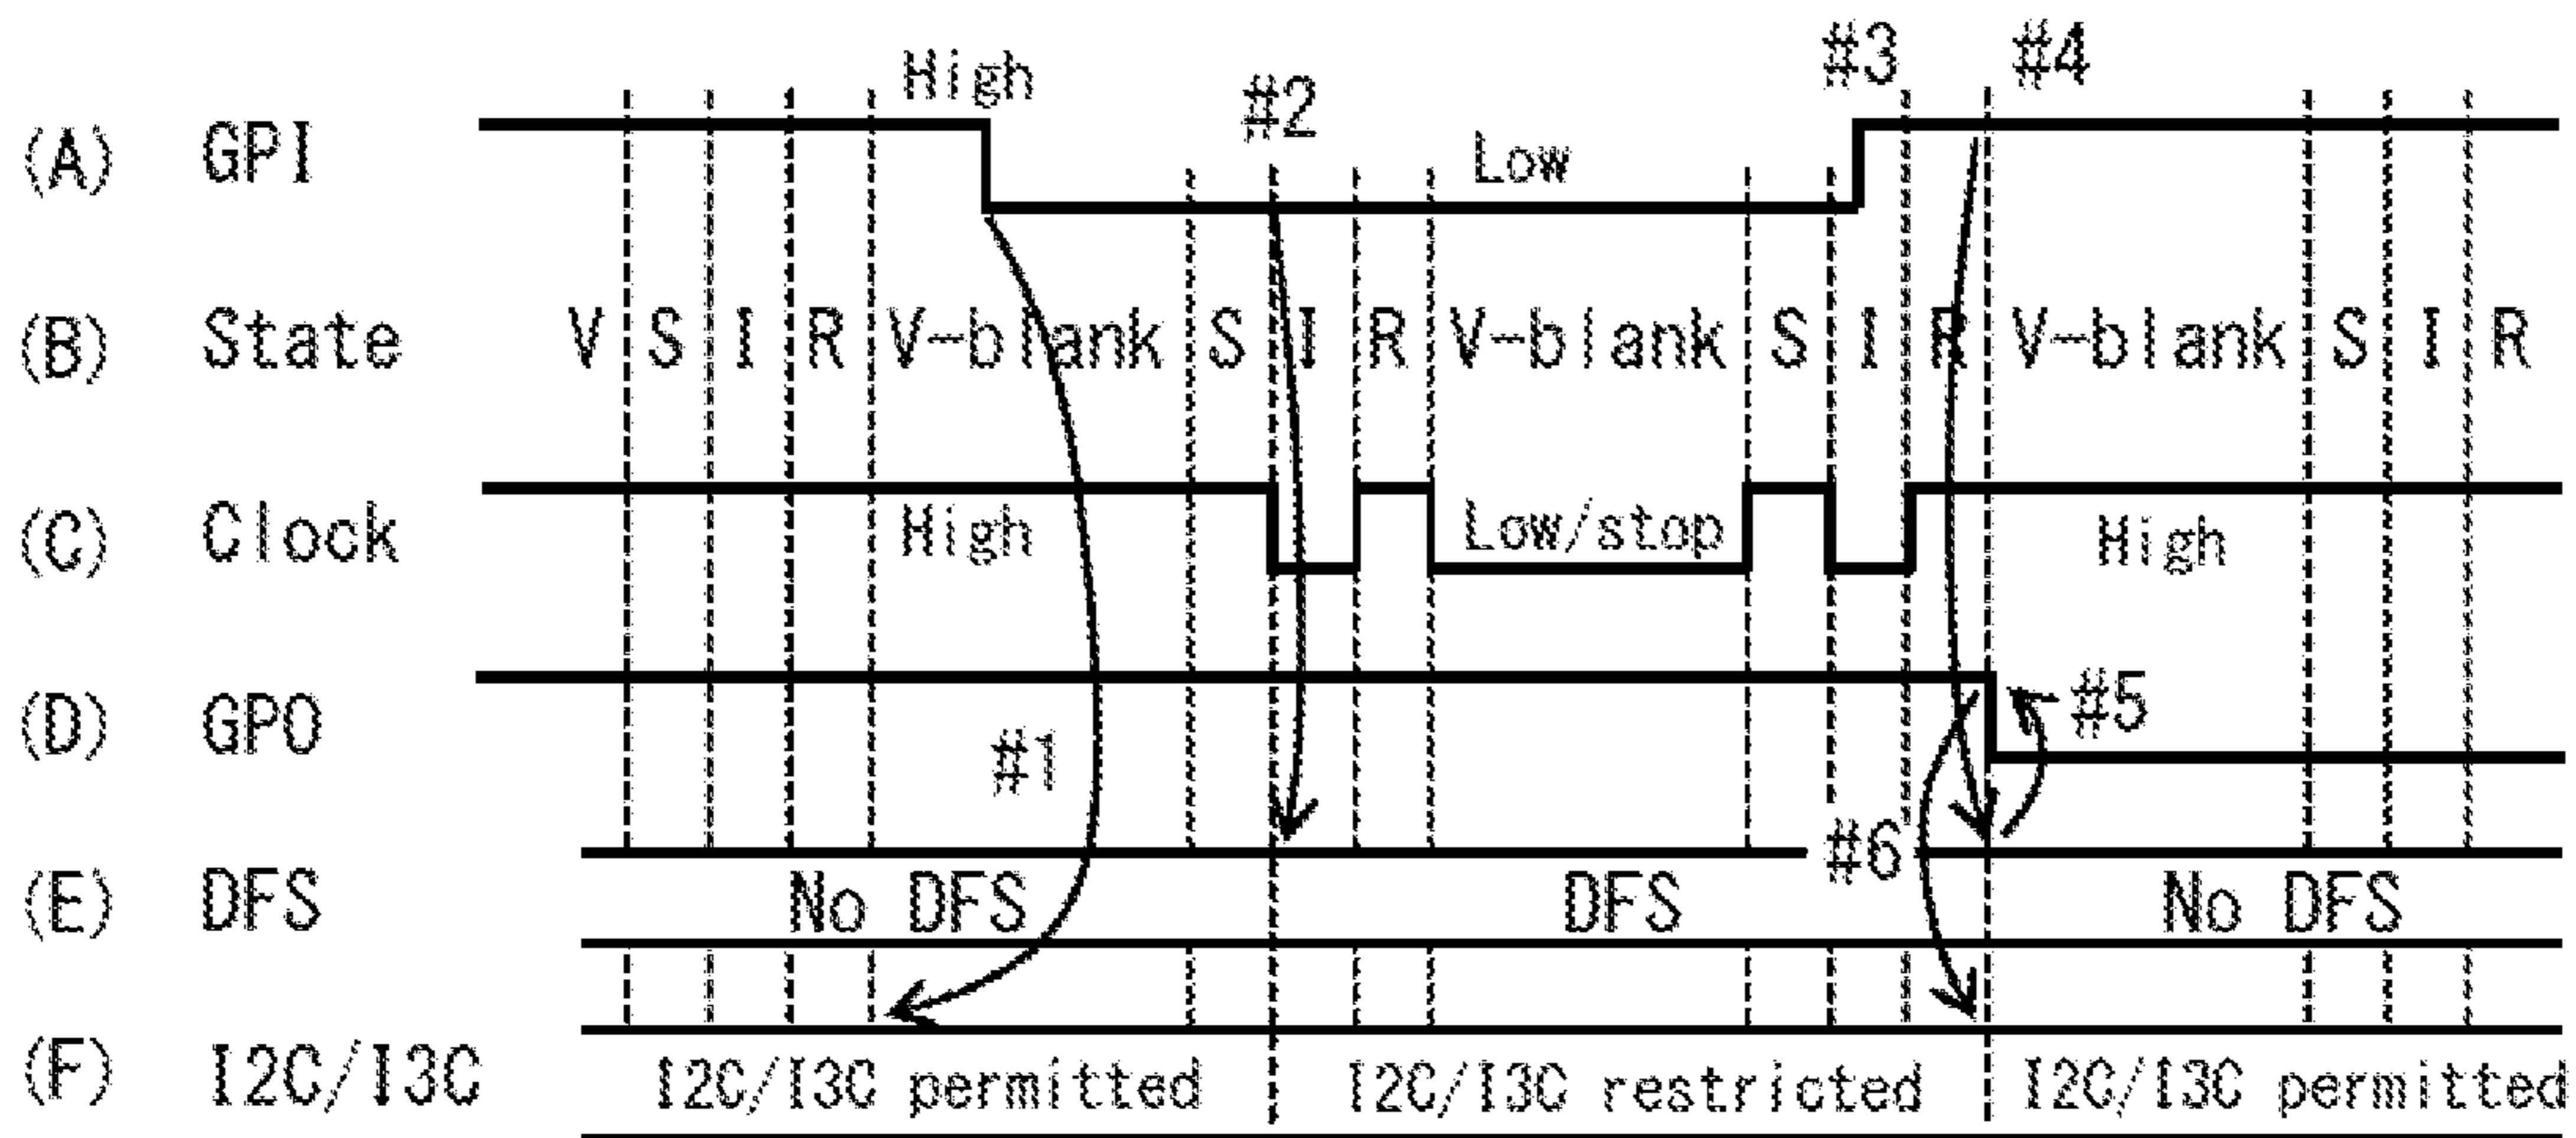 High #2 #3 #4
(A) GPI Low
(B) State V S I R V-blank S I R V-blank S I R V-blank S I R
(C) Clock High Low/stop High
(D) GPO #1 #5
#6
(E) DFS No DFS DFS No DFS
(F) I2C/I3C I2C/I3C permitted I2C/I3C restricted I2C/I3C permitted